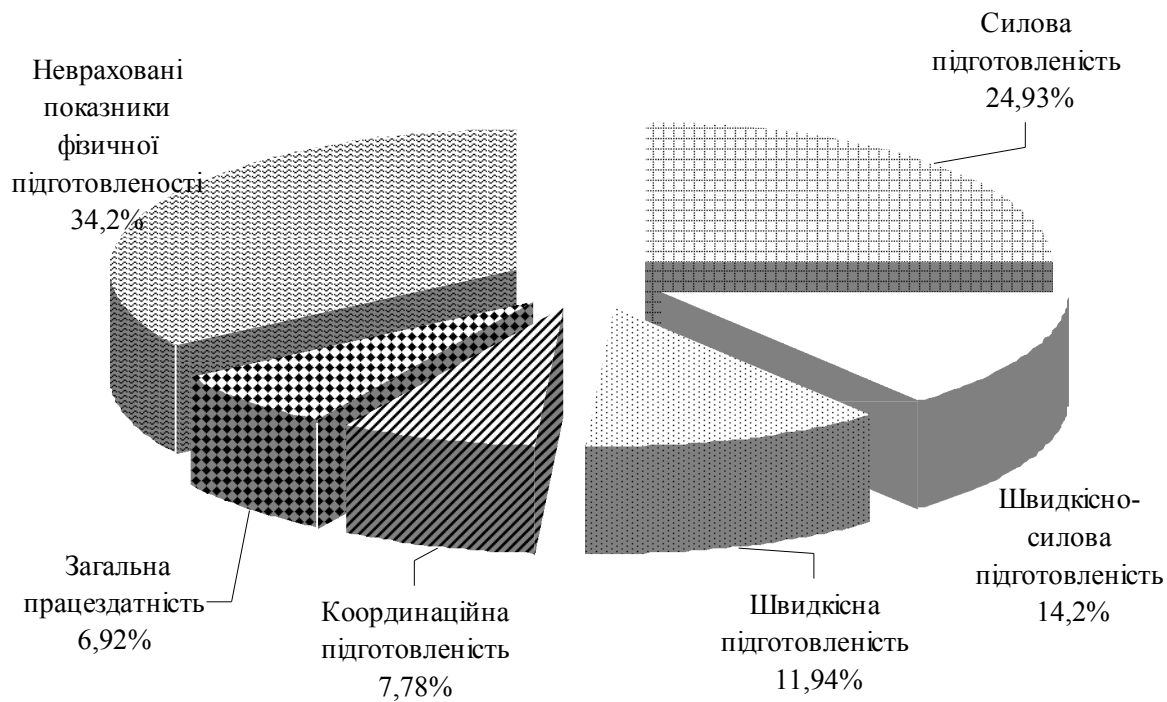 Силова
підготовленість
24,93%
Невраховані
показники
фізичної
підготовленості
34,2%
Швидкісно-
силова
підготовленість
14,2%
Загальна
працездатність
6,92%
Координаційна
підготовленість
7,78%
Швидкісна
підготовленість
11,94%